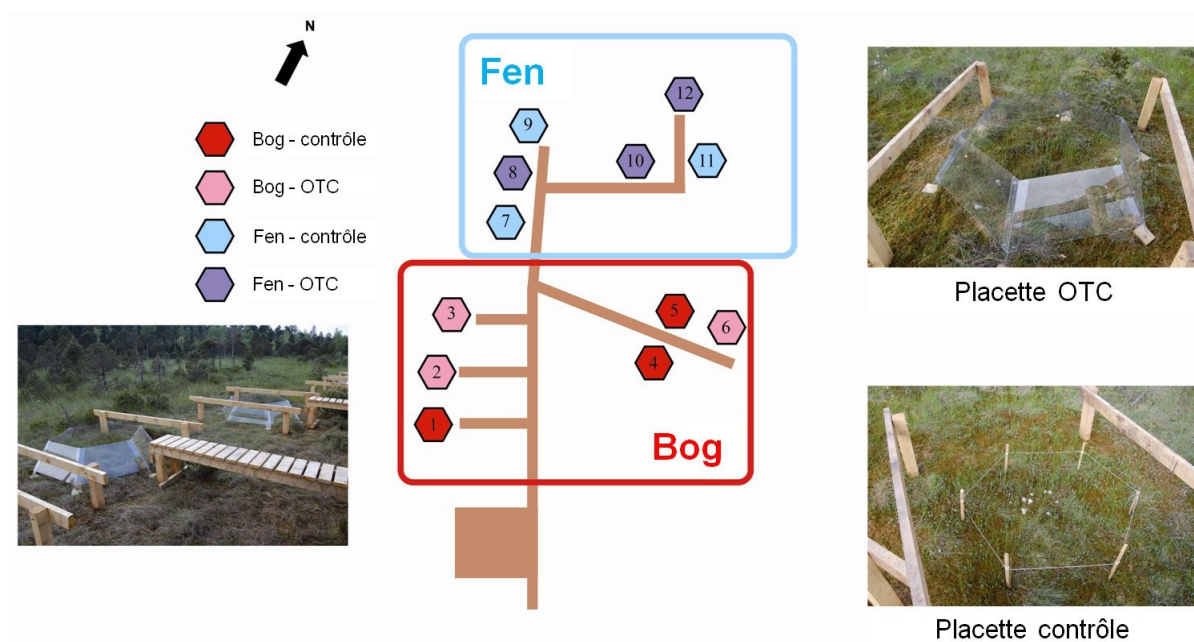 N
Fen
12
9
8
10
11
7
Bog - contrôle
Bog - OTC
Fen - contrôle
Fen - OTC
Placette OTC
3
5
6
2
4
1
Bog
Placette contrôle